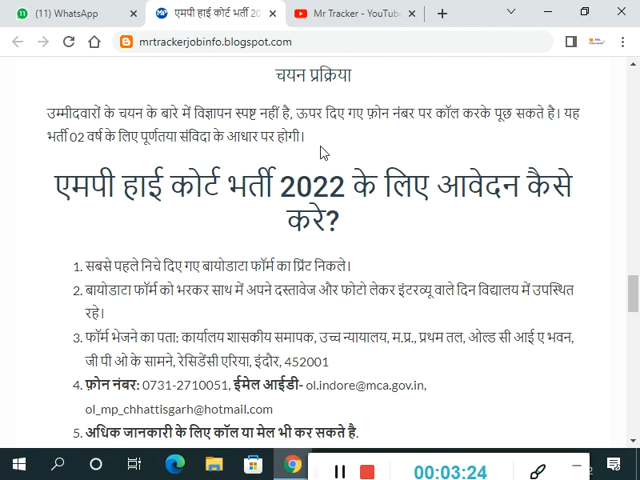 (11) WhatsApp
एमपी हाई कोर्ट भर्ती 20
Mr Tracker - YouTube
mrtrackerjobinfo.blogspot.com
चयन प्रक्रिया
उम्मीदवारों के चयन के बारे में विज्ञापन स्पष्ट नहीं है, ऊपर दिए गए फ़ोन नंबर पर कॉल करके पूछ सकते है। यह
भर्ती 02 वर्ष के लिए पूर्णतया संविदा के आधार पर होगी।
एमपी हाई कोर्ट भर्ती 2022 के लिए आवेदन कैसे
करे?
1. सबसे पहले निचे दिए गए बायोडाटा फॉर्म का प्रिंट निकले।
2. बायोडाटा फॉर्म को भरकर साथ में अपने दस्तावेज और फोटो लेकर इंटरव्यू वाले दिन विद्यालय में उपस्थित
रहे।
3. फॉर्म भेजने का पता: कार्यालय शासकीय समापक, उच्च न्यायालय, म.प्र., प्रथम तल, ओल्ड सी आई ए भवन,
जी पी ओ के सामने, रेसिडेंसी एरिया, इंदौर, 452001
4. फ़ोन नंबर: 0731-2710051, ईमेल आईडी- ol.indore@mca.gov.in,
ol_mp_chhattisgarh@hotmail.com
5. अधिक जानकारी के लिए कॉल या मेल भी कर सकते है.
00:03:24